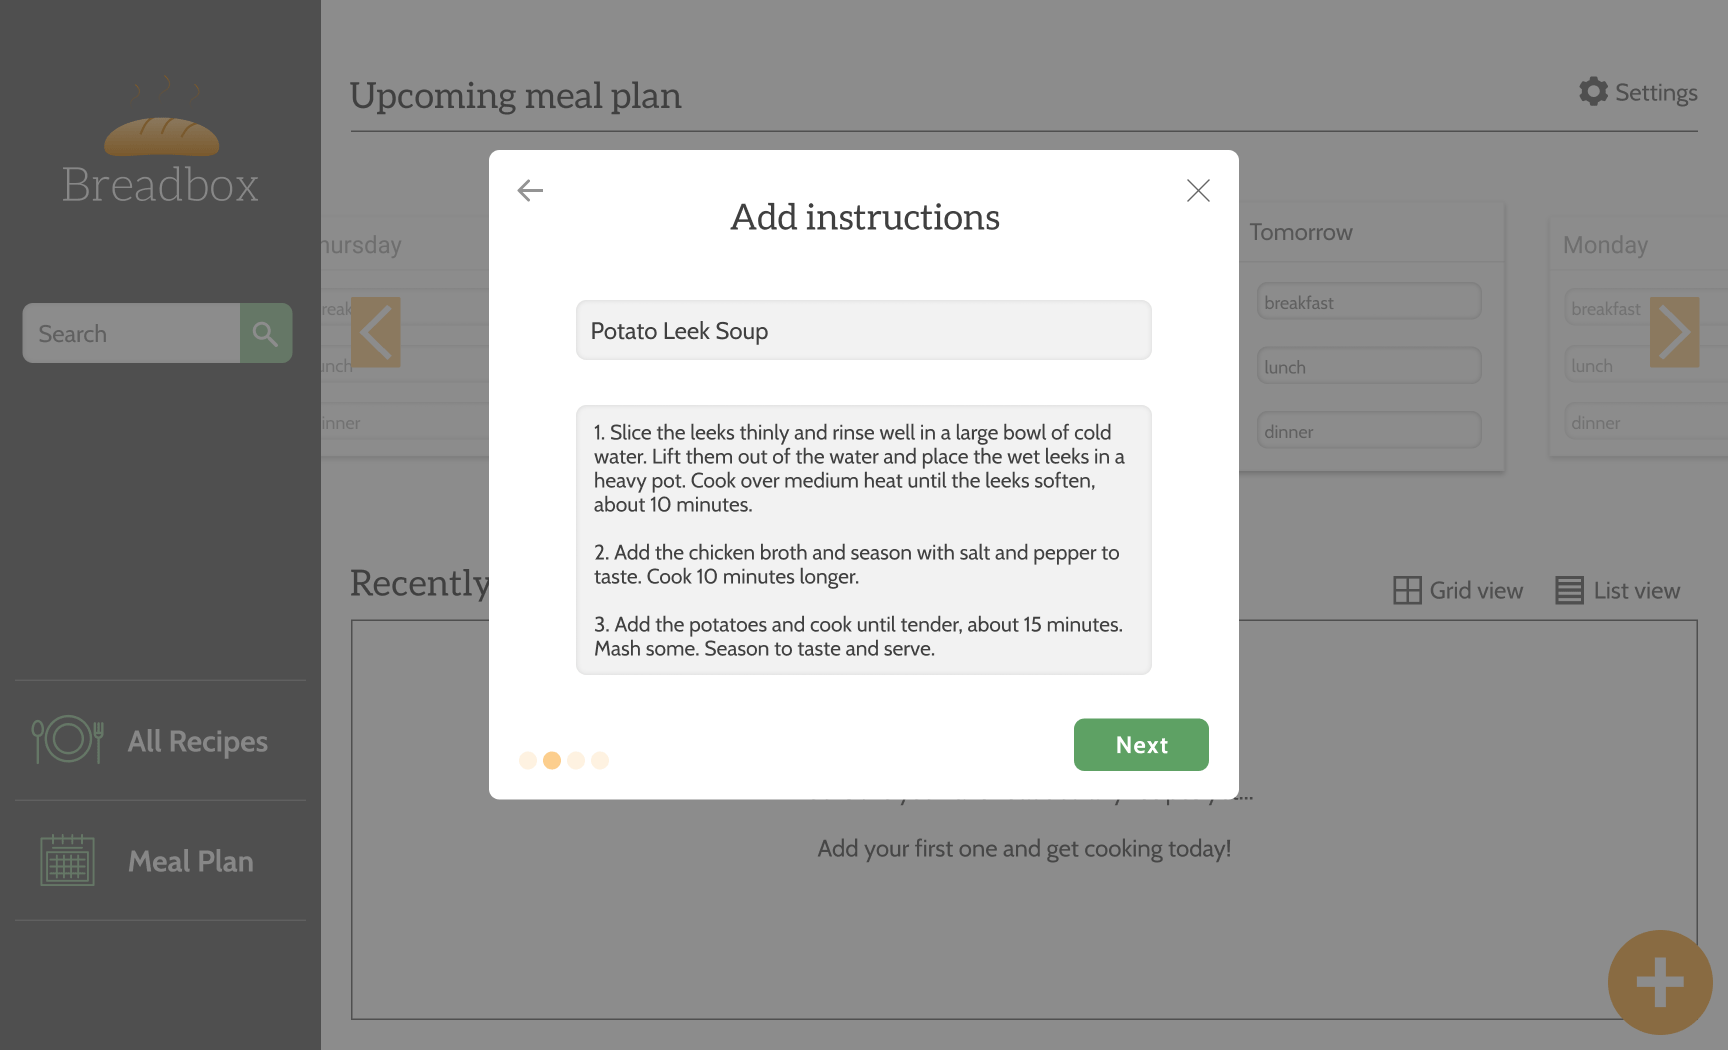 Breadbox
Search
All Recipes
Meal Plan
Upcoming meal plan
Settings
hursday
reak
unch
inner
Tomorrow
breakfast
lunch
dinner
Monday
breakfast
lunch
dinner
Recently
Grid view
List view
Add your first one and get cooking today!
Add instructions
Potato Leek Soup
1. Slice the leeks thinly and rinse well in a large bowl of cold
water. Lift them out of the water and place the wet leeks in a
heavy pot. Cook over medium heat until the leeks soften,
about 10 minutes.
2. Add the chicken broth and season with salt and pepper to
taste. Cook 10 minutes longer.
3. Add the potatoes and cook until tender, about 15 minutes.
Mash some. Season to taste and serve.
Next